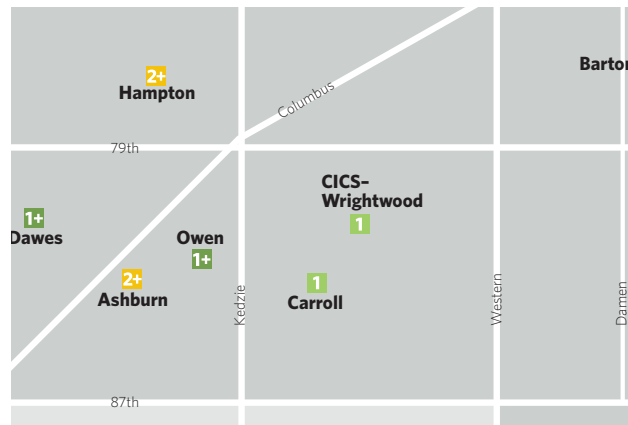 Barto
2+
Hampton
Columbus
79th
CICS–
Wrightwood
1
1+
Dawes
Owen
1+
2+
Ashburn
1
Carroll
Kedzie
Western
Damen
87th